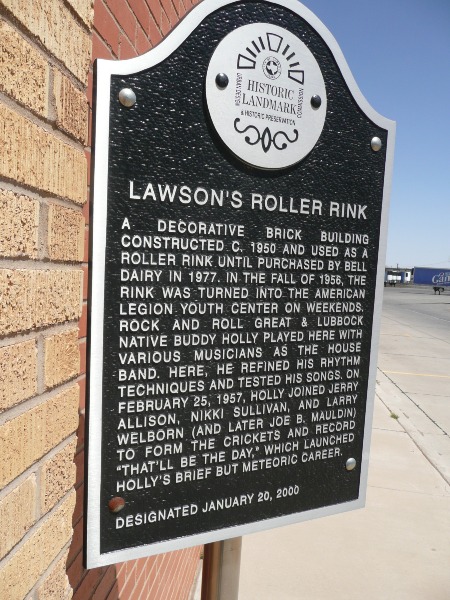 HISTORIC
LANDMARK
& HISTORIC PRESERVATION
URBAN DESIGN
COMMISSION
LAWSON'S ROLLER RINK
A DECORATIVE BRICK BUILDING
CONSTRUCTED C. 1950 AND USED AS A
ROLLER RINK UNTIL PURCHASED BY BELL
DAIRY IN 1977. IN THE FALL OF 1956, THE
RINK WAS TURNED INTO THE AMERICAN
LEGION YOUTH CENTER ON WEEKENDS.
ROCK AND ROLL GREAT & LUBBOCK
NATIVE BUDDY HOLLY PLAYED HERE WITH
VARIOUS MUSICIANS AS THE HOUSE
BAND. HERE, HE REFINED HIS RHYTHM
TECHNIQUES AND TESTED HIS SONGS. ON
FEBRUARY 25, 1957, HOLLY JOINED JERRY
ALLISON, NIKKI SULLIVAN, AND LARRY
WELBORN (AND LATER JOE B. MAULDIN)
TO FORM THE CRICKETS AND RECORD
"THAT'LL BE THE DAY," WHICH LAUNCHED
HOLLY'S BRIEF BUT METEORIC CAREER.
DESIGNATED JANUARY 20, 2000